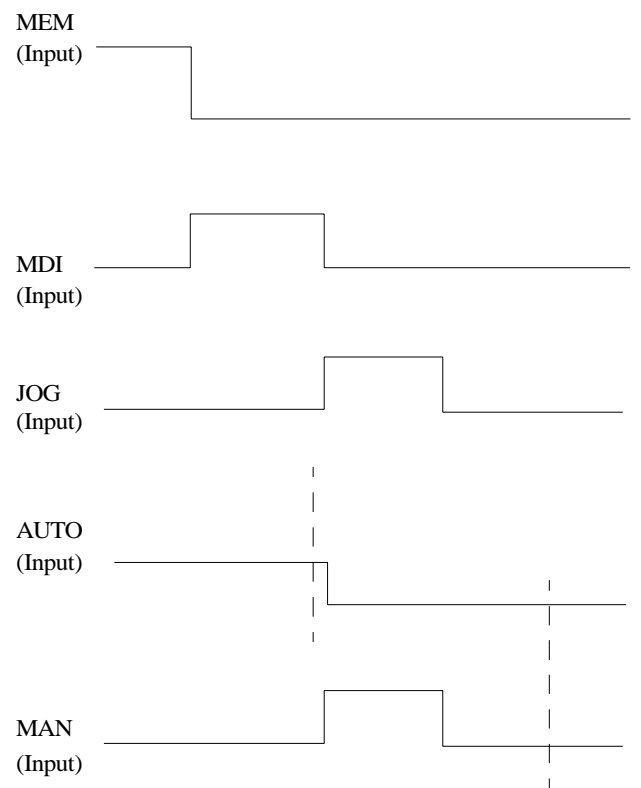 MEM
(Input)
MDI
(Input)
JOG
(Input)
AUTO
(Input)
MAN
(Input)